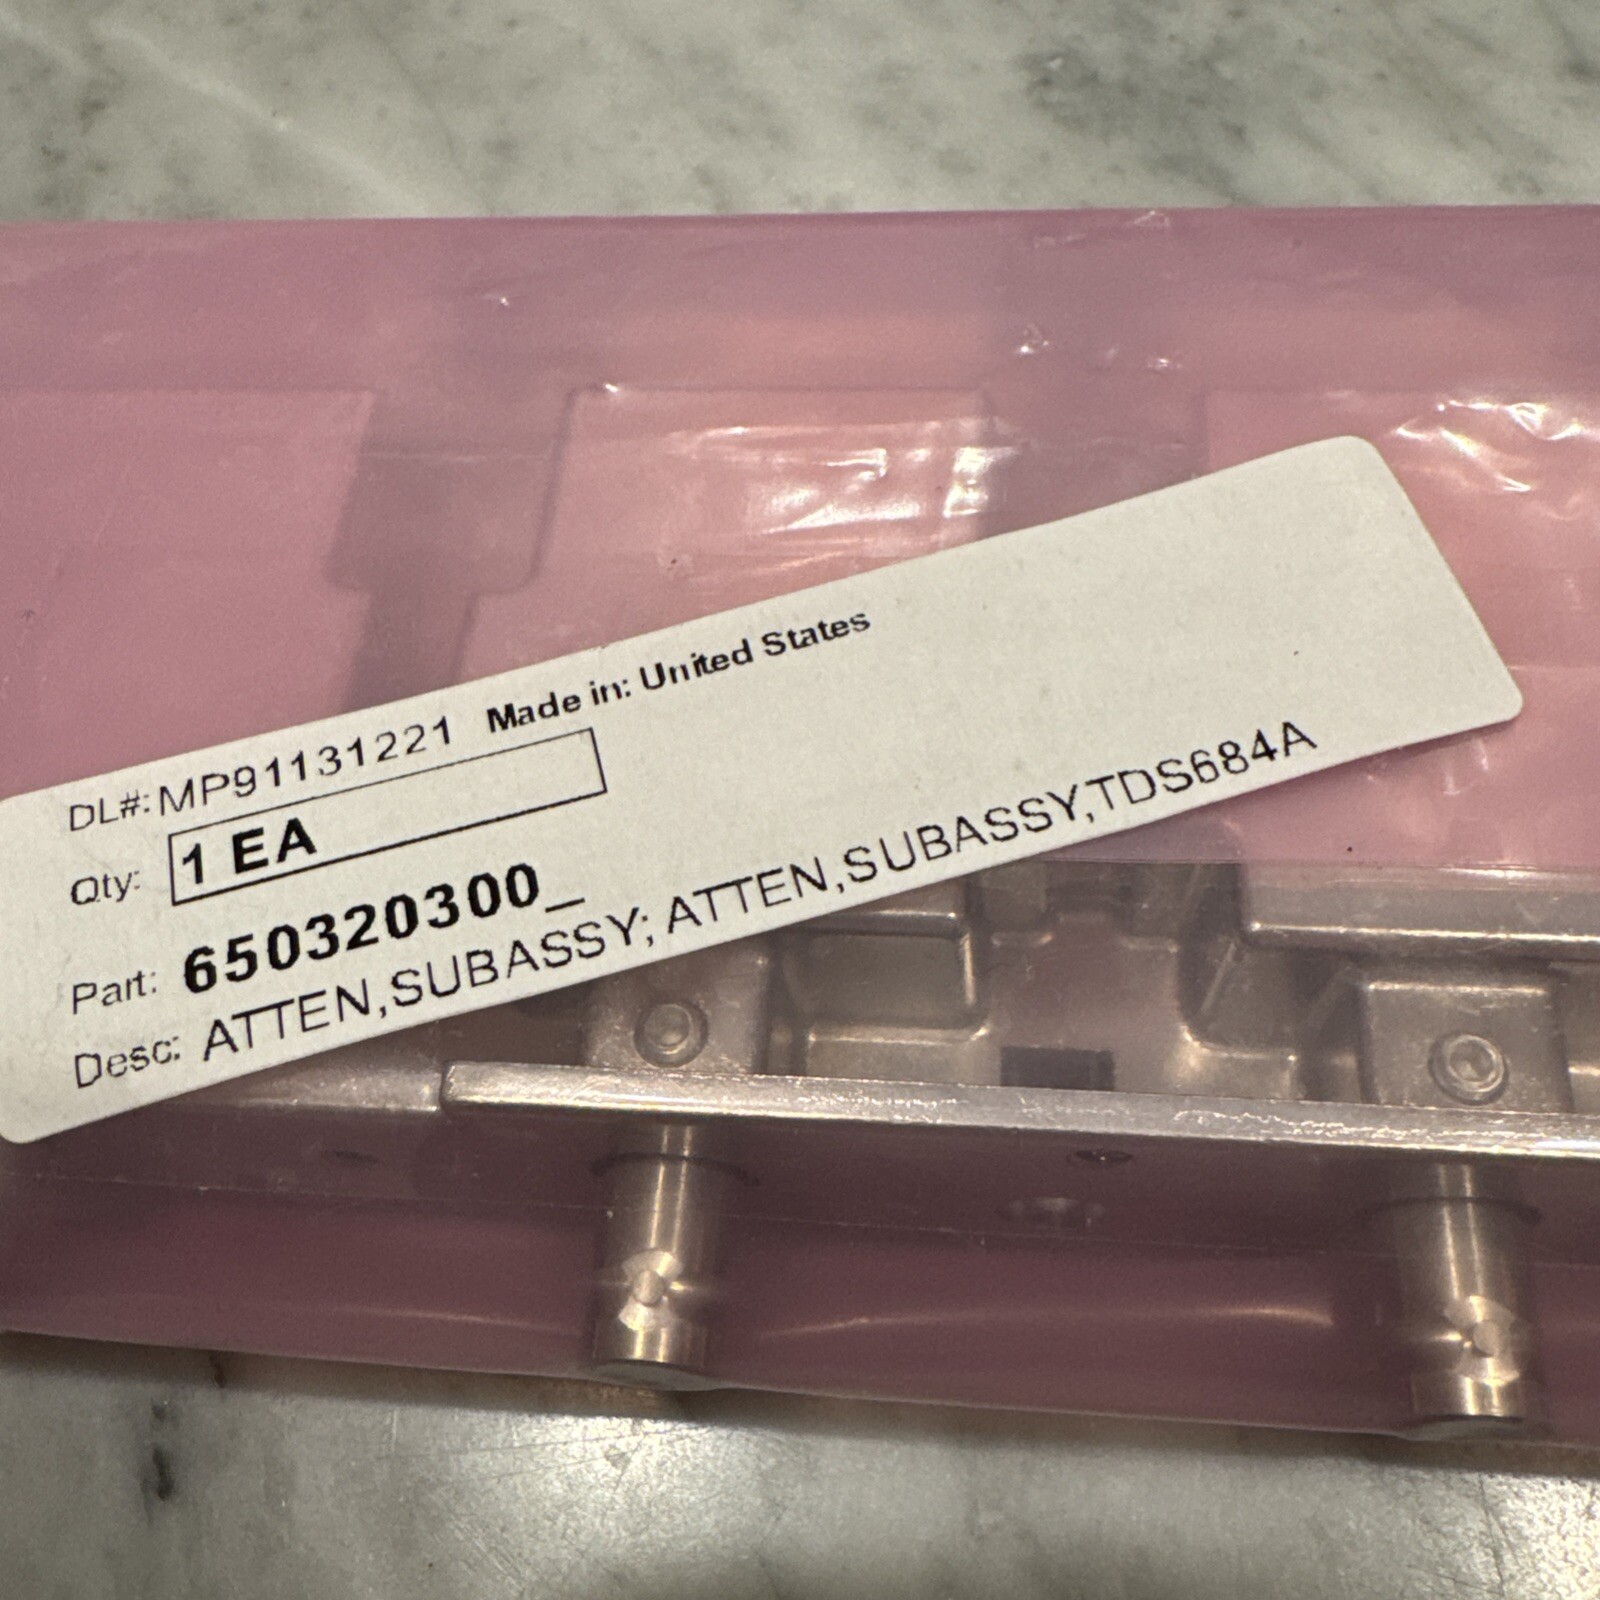 DL#: MP91131221 Made in: United States
Qty: 1 EA
Part: 650320300_
Desc: ATTEN,SUBASSY; ATTEN,SUBASSY,TDS684A